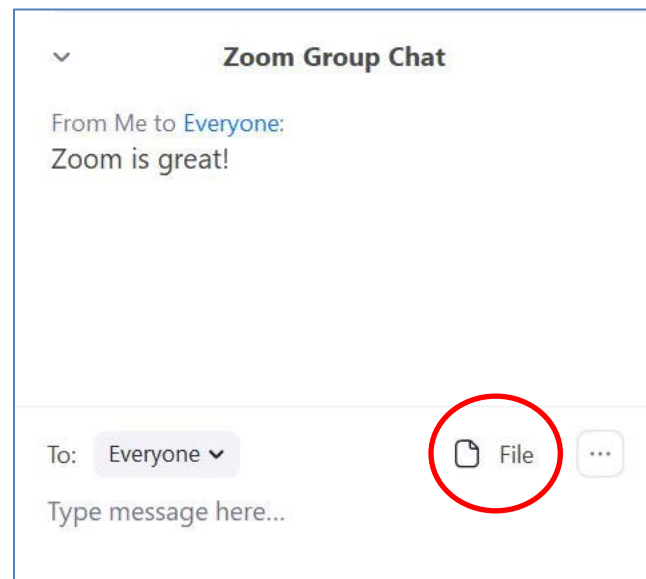 Zoom Group Chat
From Me to Everyone:
Zoom is great!
To: Everyone File ...
Type message here...